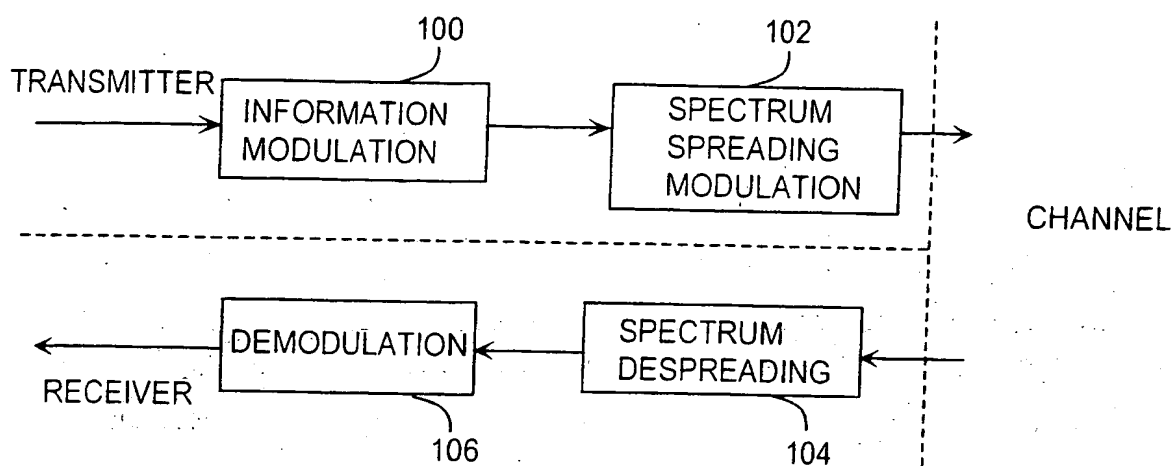 100
102
TRANSMITTER
INFORMATION
MODULATION
SPECTRUM
SPREADING
MODULATION
CHANNEL
DEMODULATION
SPECTRUM
DESPREADING
RECEIVER
106
104